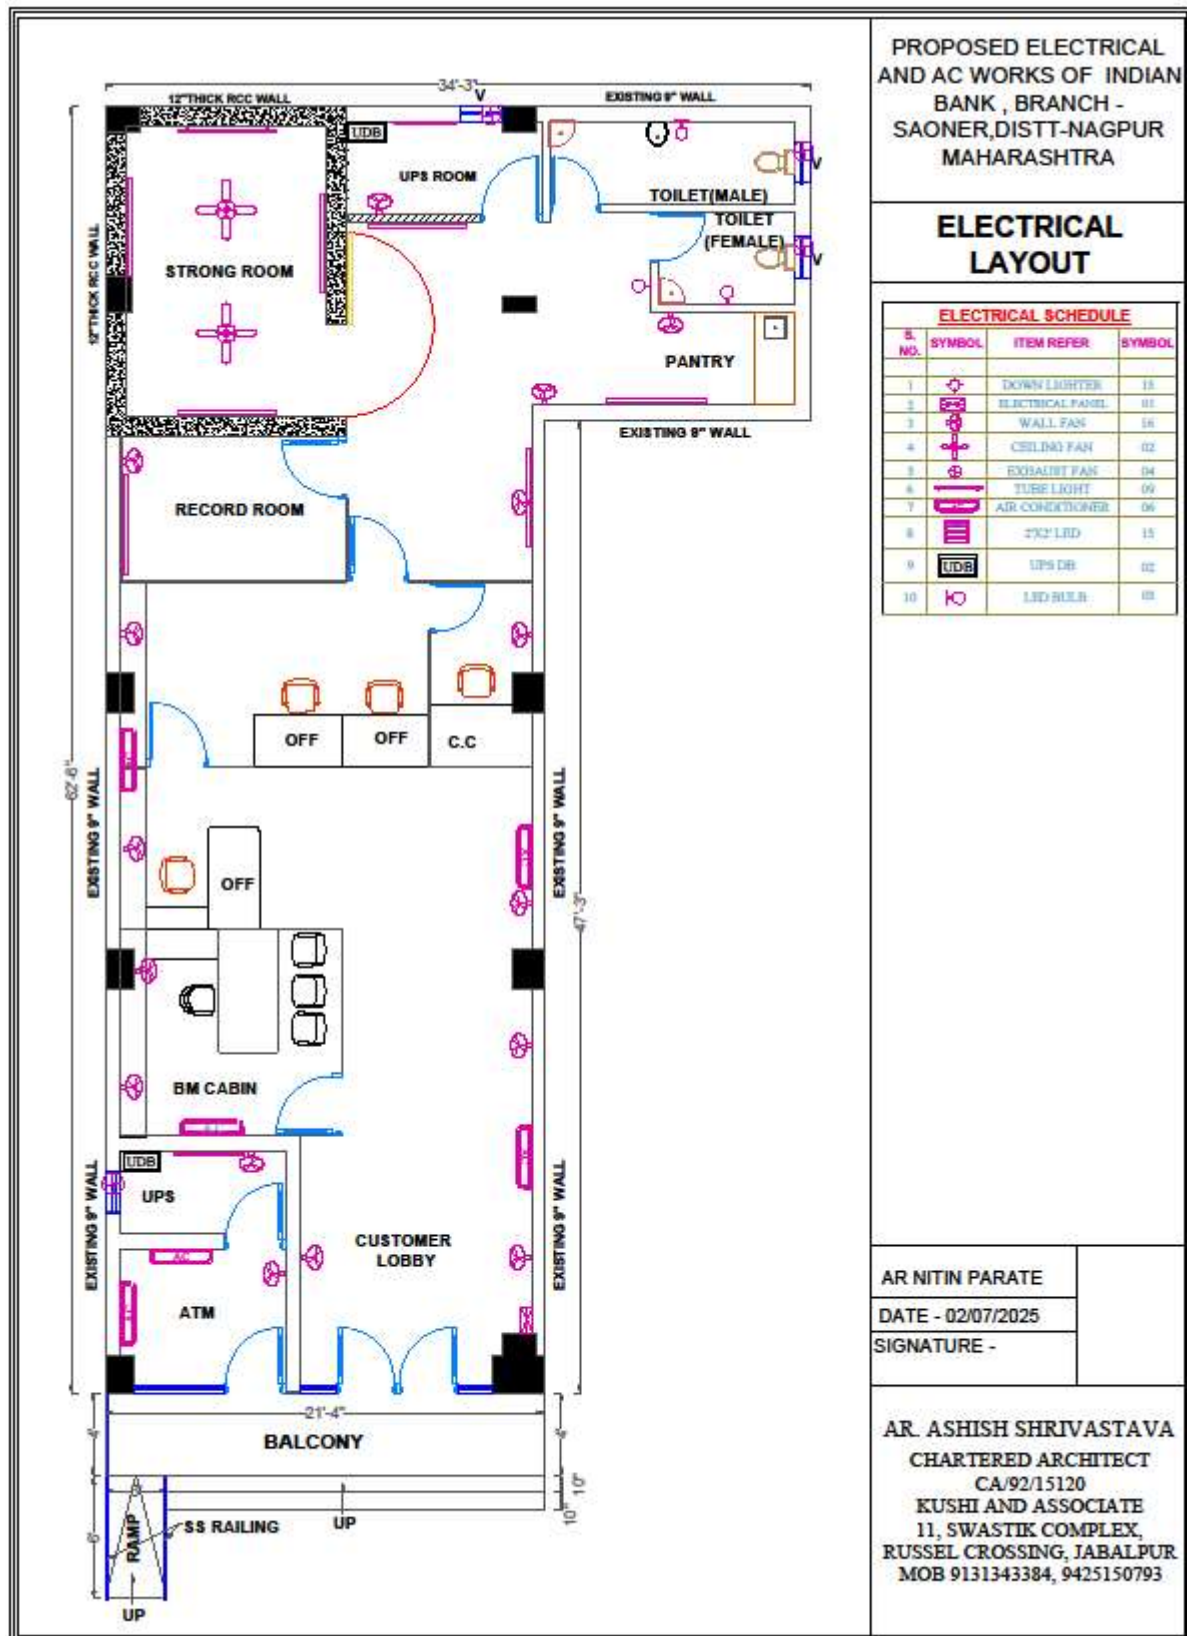 34'-3"
12"THICK RCC WALL
V
EXISTING 9" WALL
UDB
UPS ROOM
TOILET(MALE)
V
TOILET
(FEMALE)
V
STRONG ROOM
12"THICK RCC WALL
PANTRY
EXISTING 9" WALL
RECORD ROOM
OFF
OFF
C.C
62'-6"
EXISTING 9" WALL
EXISTING 9" WALL
OFF
47'-3"
BM CABIN
UDB
UPS
EXISTING 9" WALL
EXISTING 9" WALL
CUSTOMER
LOBBY
AC
ATM
21'-4"
4'
BALCONY
4'
10"
10"
6'
RAMP
SS RAILING
UP
UP
PROPOSED ELECTRICAL
AND AC WORKS OF INDIAN
BANK , BRANCH -
SAONER,DISTT-NAGPUR
MAHARASHTRA
ELECTRICAL
LAYOUT
ELECTRICAL SCHEDULE
S. NO. SYMBOL ITEM REFER SYMBOL
1 DOWN LIGHTER
2 ELECTRICAL PANEL 01
3 WALL FAN 16
4 CEILING FAN 02
5 EXHAUST FAN 04
6 TUBE LIGHT 09
7 AIR CONDITIONER 06
8 2'X2' LED 15
9 UDB UPS DB 02
10 LED BULB
AR NITIN PARATE
DATE - 02/07/2025
SIGNATURE -
AR. ASHISH SHRIVASTAVA
CHARTERED ARCHITECT
CA/92/15120
KUSHI AND ASSOCIATE
11, SWASTIK COMPLEX,
RUSSEL CROSSING, JABALPUR
MOB 9131343384, 9425150793